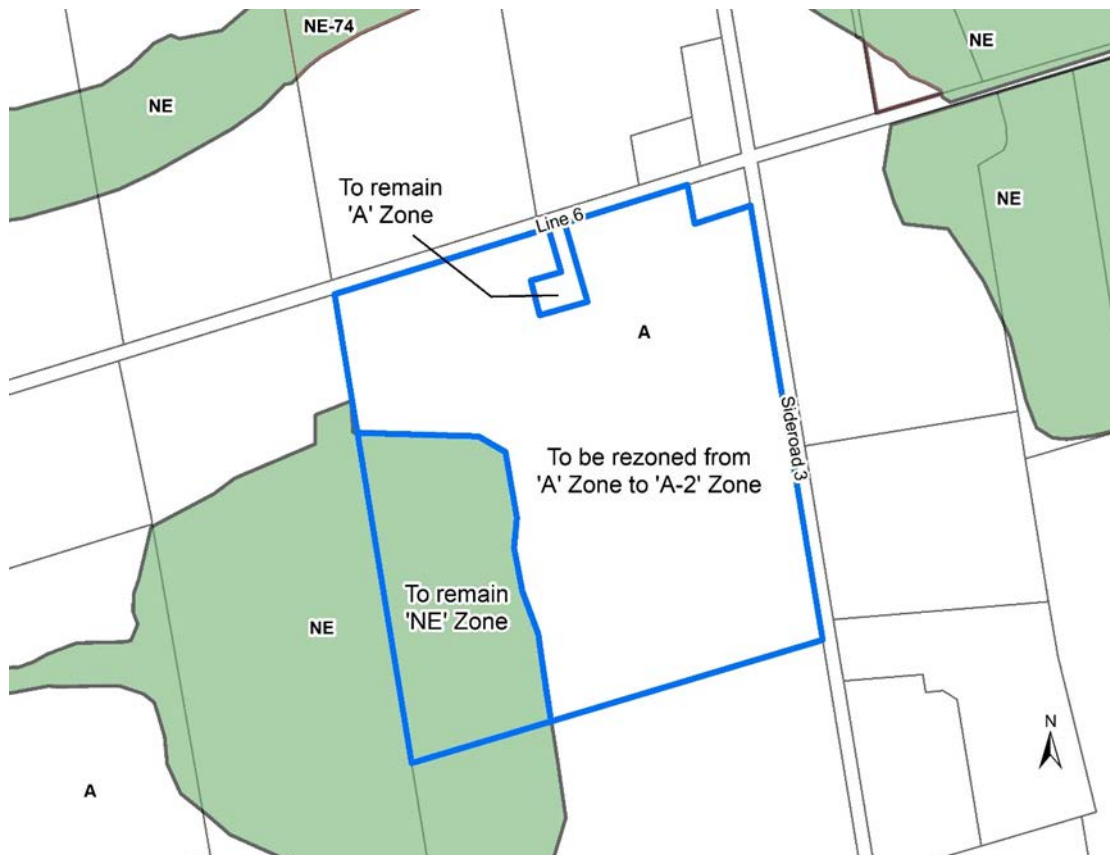 NE-74
NE
NE
To remain
'A' Zone
Line 6
NE
A
Sideroad 3
To be rezoned from
'A' Zone to 'A-2' Zone
To remain
'NE' Zone
NE
N
A